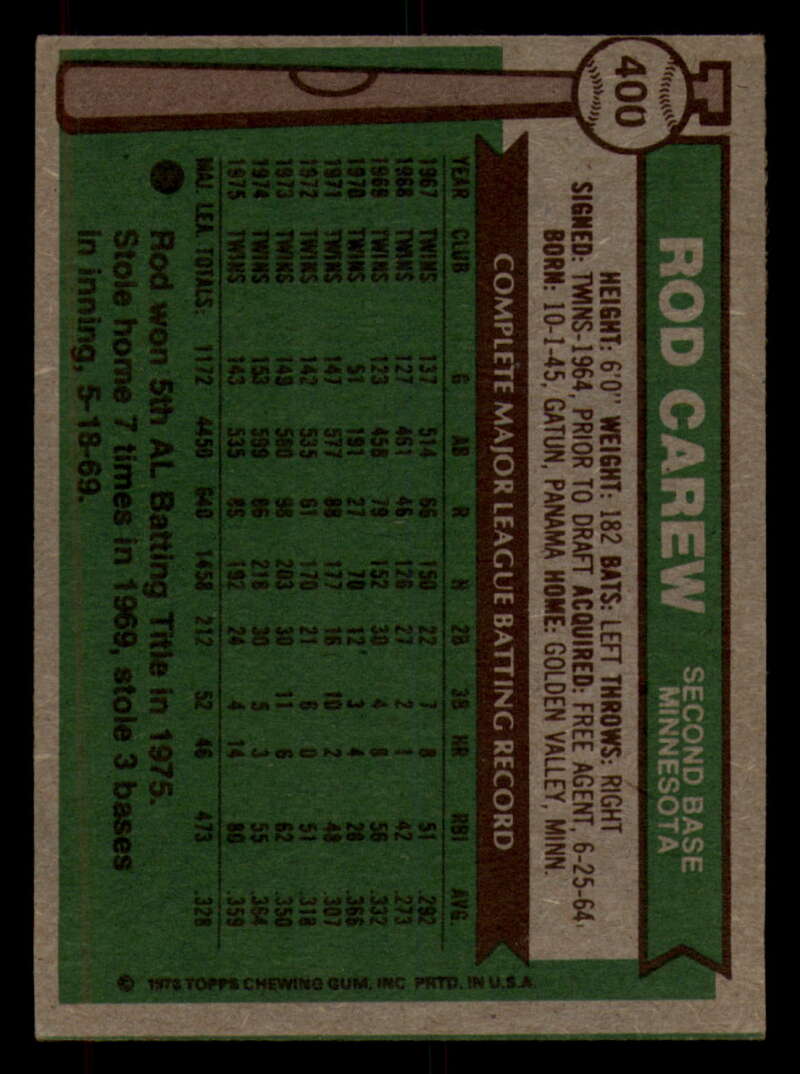 400
ROD CAREW
SECOND BASE
MINNESOTA
HEIGHT: 6'0" WEIGHT: 182 BATS: LEFT THROWS: RIGHT
SIGNED: TWINS-1964, PRIOR TO DRAFT ACQUIRED: FREE AGENT, 6-25-64
BORN: 10-1-45, GATUN, PANAMA HOME: GOLDEN VALLEY, MINN.
COMPLETE MAJOR LEAGUE BATTING RECORD
YEAR CLUB G AB R H 2B 3B HR RBI AVG.
1967 TWINS 137 514 66 150 22 7 8 51 .292
1968 TWINS 127 461 46 126 27 2 1 42 .273
1969 TWINS 123 458 79 152 30 4 8 56 .332
1970 TWINS 51 191 27 70 12 3 4 28 .366
1971 TWINS 147 577 88 177 16 10 2 48 .307
1972 TWINS 142 535 61 170 21 6 0 51 .318
1973 TWINS 149 580 98 203 30 11 6 62 .350
1974 TWINS 153 599 86 218 30 5 3 55 .364
1975 TWINS 143 535 192 24 4 14 80 .359
MAJ. LEA. TOTALS: 1172 4450 640 1458 212 52 46 473 .328
Rod won 5th AL Batting Title in 1975.
Stole home 7 times in 1969, stole 3 bases
in inning, 5-18-69.
© 1976 TOPPS CHEWING GUM, INC. PRTD. IN U.S.A.